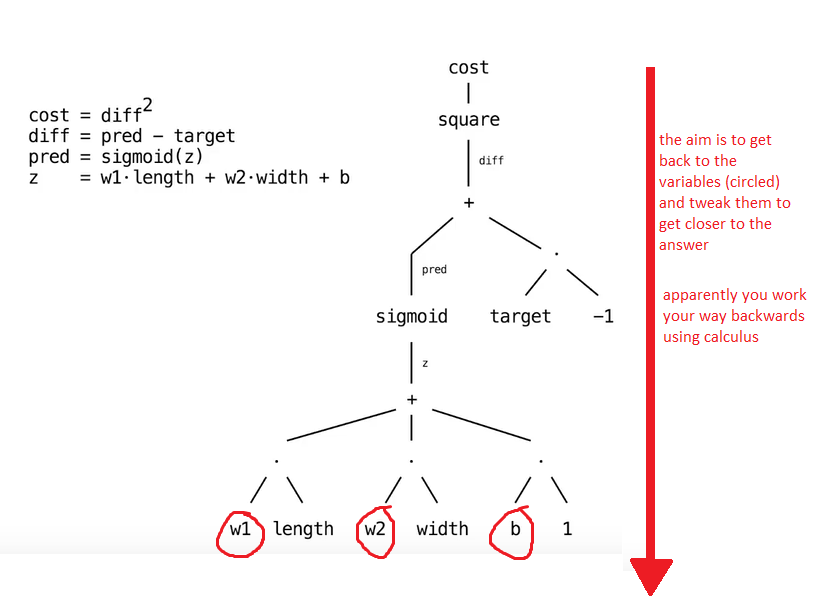 cost
square
cost = diff2
diff = pred − target
pred = sigmoid(z)
z = w1·length + w2·width + b
diff
+
.
pred
sigmoid
target
−1
z
+
. . .
w1 length w2 width b 1
the aim is to get
back to the
variables (circled)
and tweak them to
get closer to the
answer
apparently you work
your way backwards
using calculus